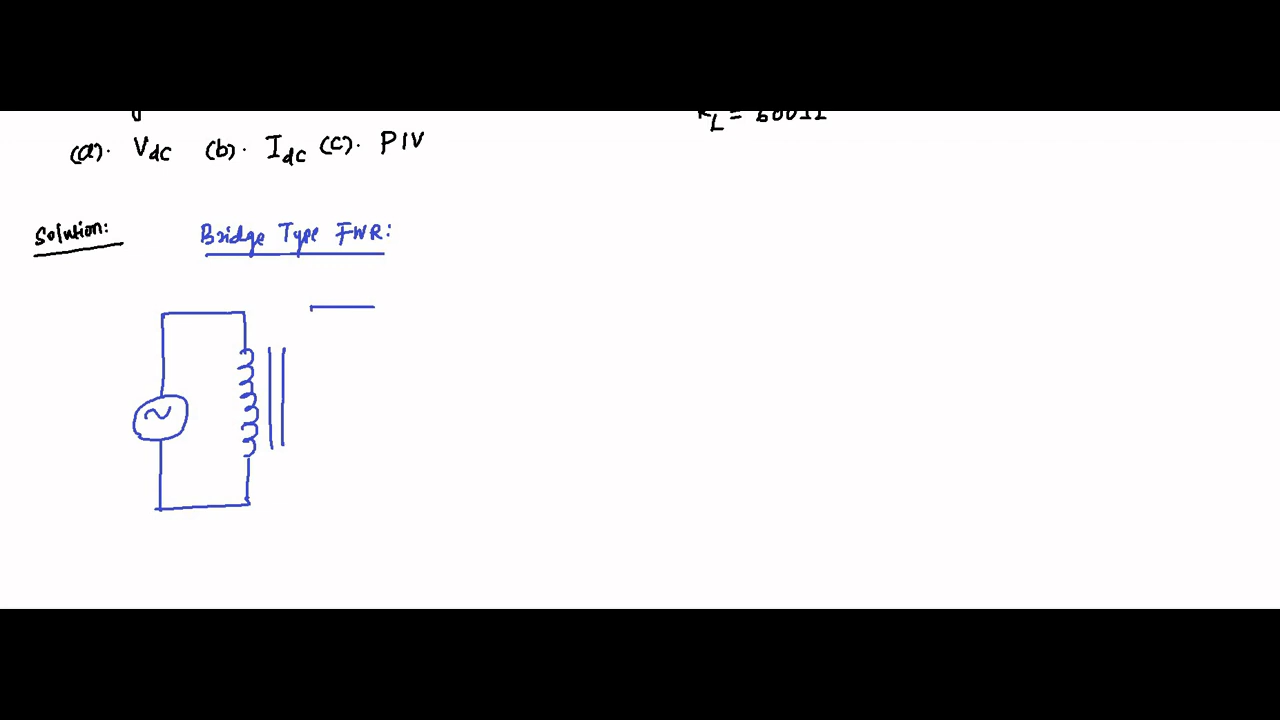 (a). Vdc (b). Idc (c). PIV
Solution:
Bridge Type FWR: